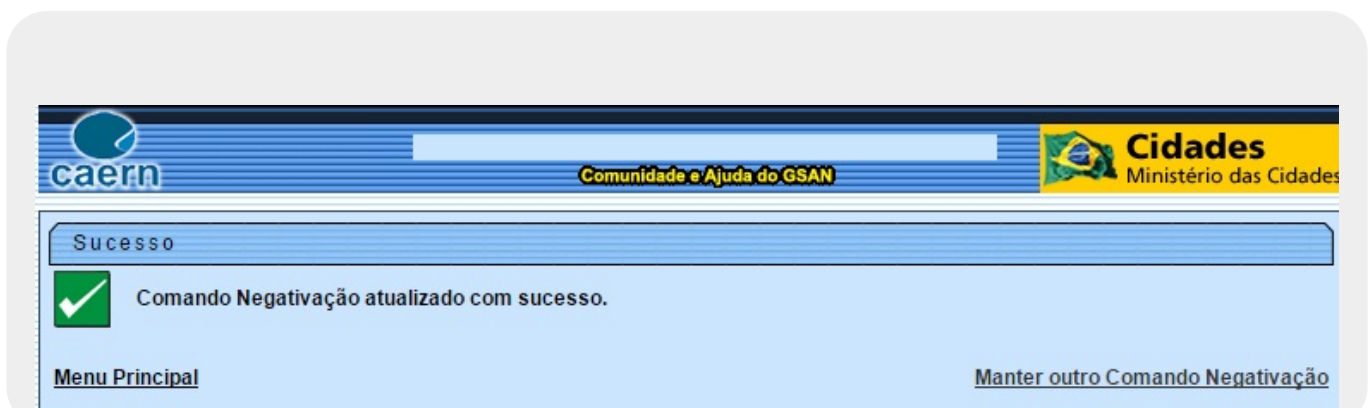 caern
Comunidade e Ajuda do GSAN
Cidades
Ministério das Cidades
Sucesso
Comando Negativação atualizado com sucesso.
Menu Principal
Manter outro Comando Negativação